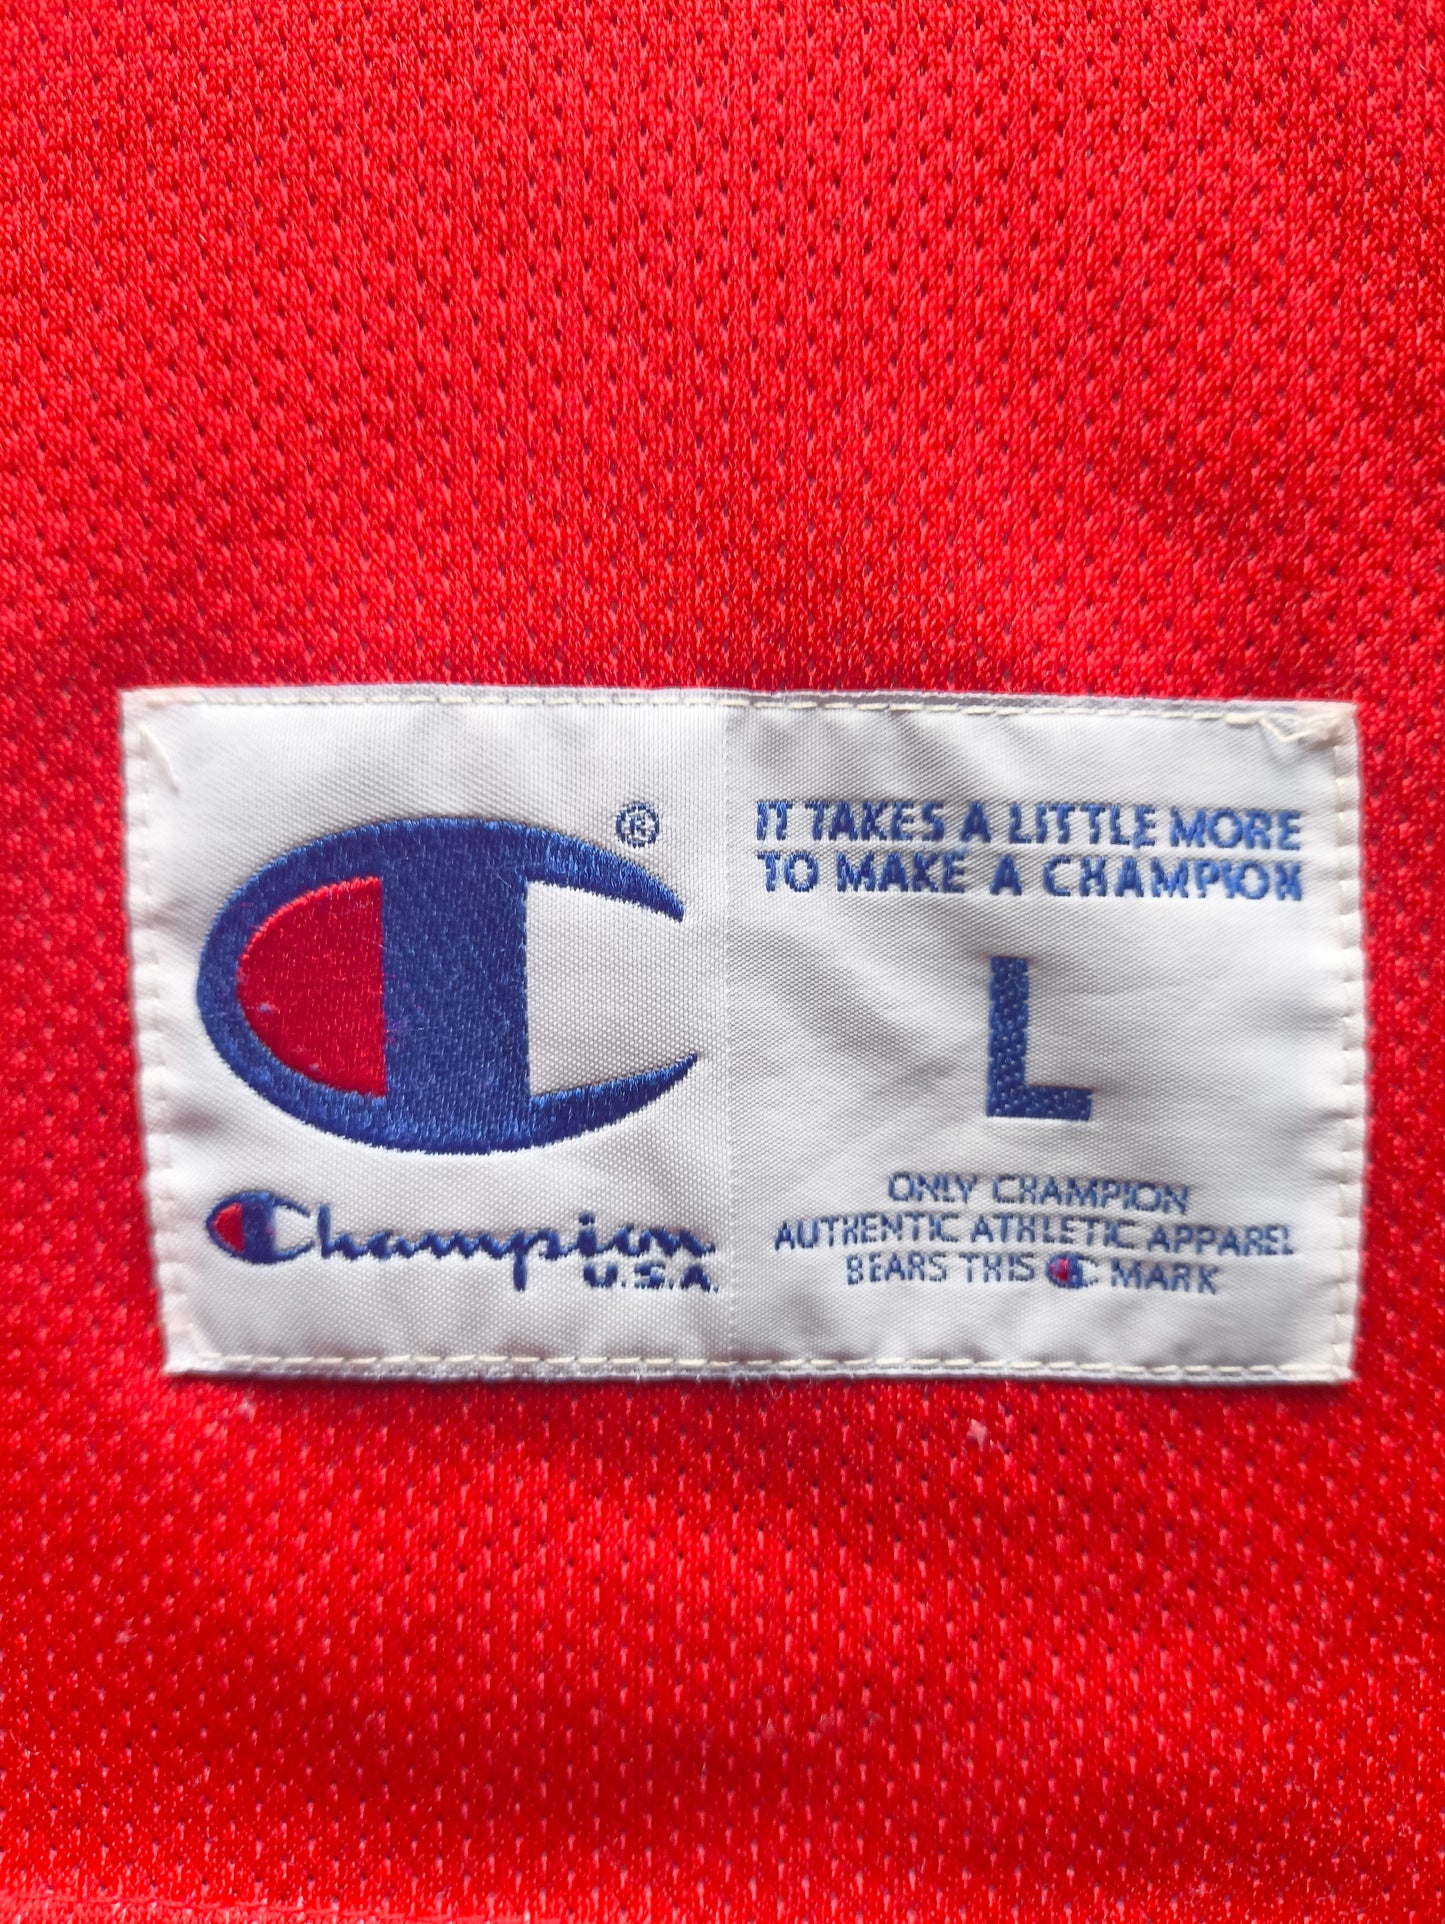 ®
Champion
U.S.A.
IT TAKES A LITTLE MORE
TO MAKE A CHAMPION
L
ONLY CHAMPION
AUTHENTIC ATHLETIC APPAREL
BEARS THIS C MARK